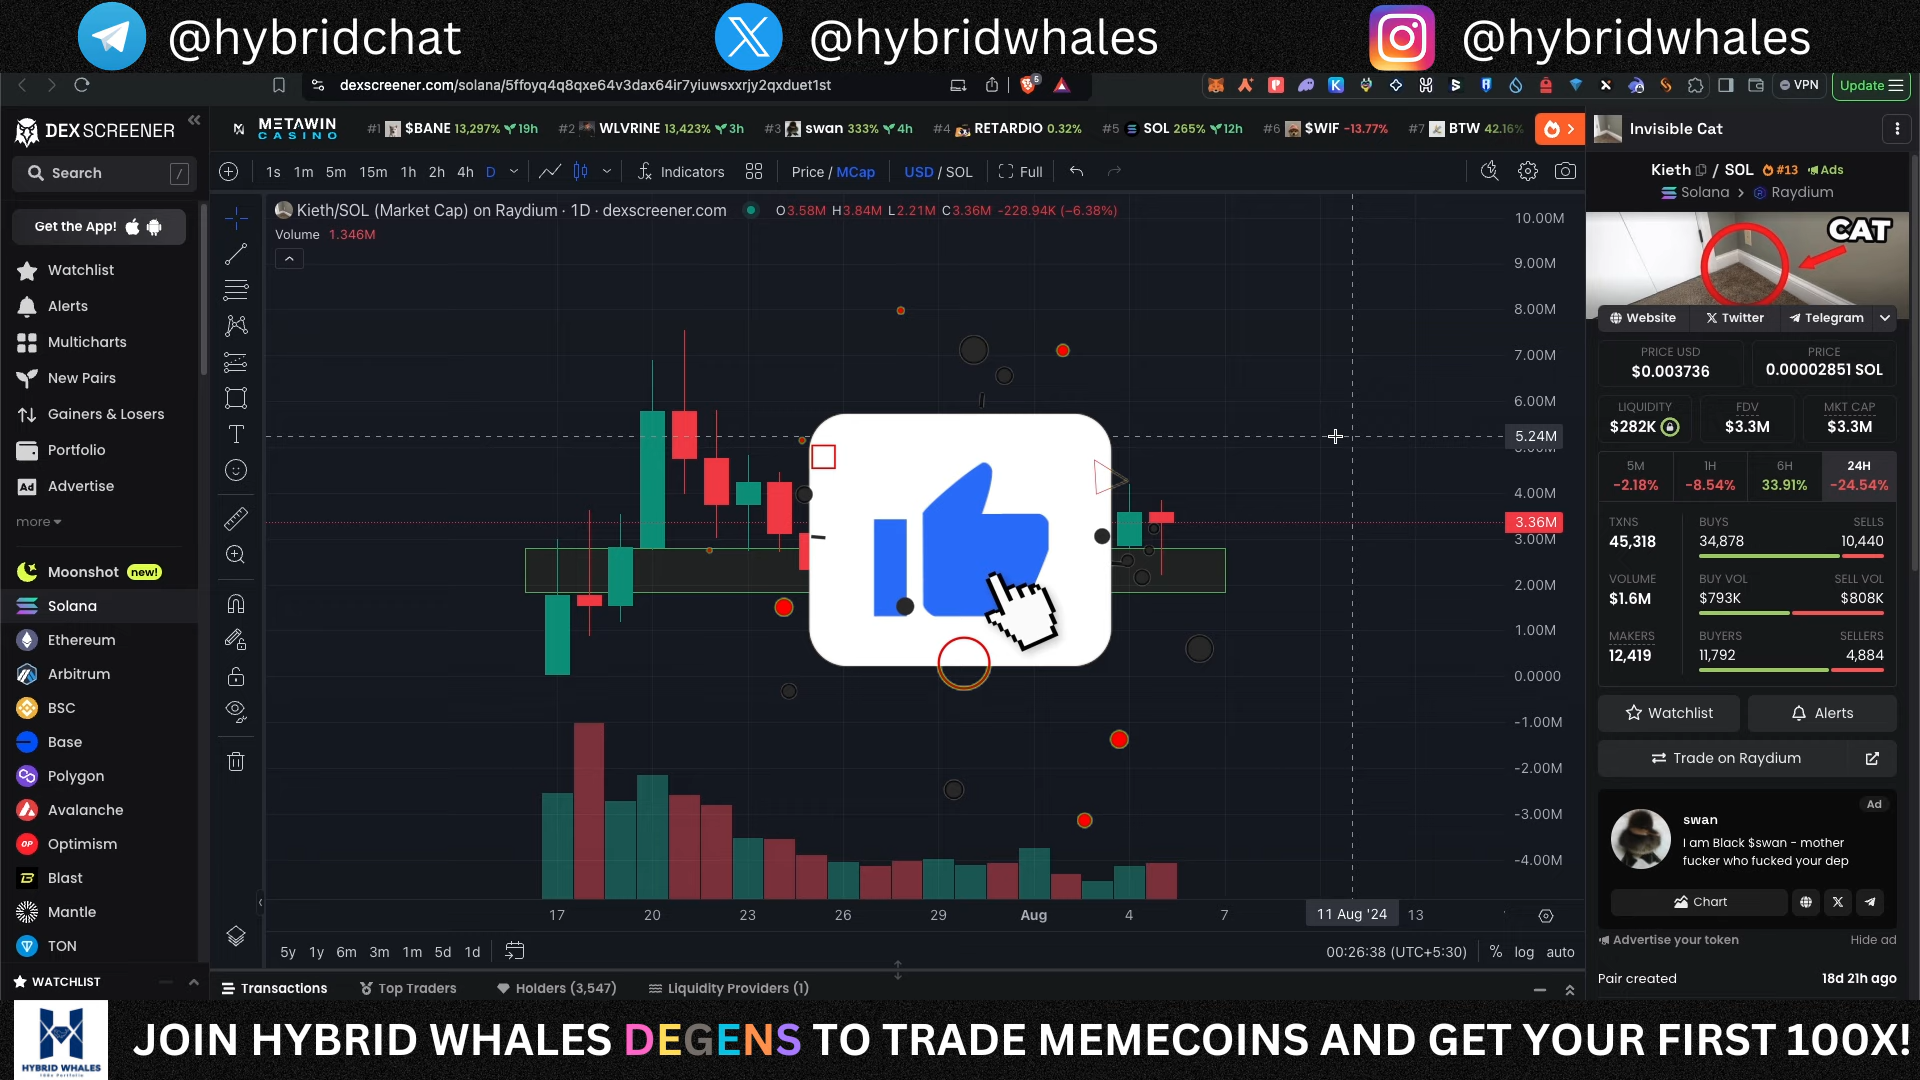 @hybridchat
@hybridwhales
@hybridwhales
dexscreener.com/solana/5ffoyq4q8qxe64v3dax64ir7yiuwsxxrjy2qxduet1st
5
VPN
Update
DEX SCREENER
METAWIN
CASINO
#1 $BANE 13,297% 19h
#2 WLVRINE 13,423% 3h
#3 swan 333% 4h
#4 RETARDIO 0.32%
#5 SOL 265% 12h
#6 $WIF -13.77%
#7 BTW 42.16%
Invisible Cat
Search /
1s 1m 5m 15m 1h 2h 4h D
Indicators
Price / MCap
USD / SOL
Full
Kieth / SOL #13 Ads
Solana > Raydium
Get the App!
Watchlist
Alerts
Multicharts
New Pairs
Gainers & Losers
Portfolio
Ad Advertise
more
Moonshot new!
Solana
Ethereum
Arbitrum
BSC
Base
Polygon
Avalanche
OP Optimism
Blast
Mantle
TON
WATCHLIST
Kieth/SOL (Market Cap) on Raydium · 1D · dexscreener.com
O3.58M H3.84M L2.21M C3.36M -228.94K (-6.38%)
Volume 1.346M
T
10.00M
9.00M
8.00M
7.00M
6.00M
5.24M
4.00M
3.36M
3.00M
2.00M
1.00M
0.0000
-1.00M
-2.00M
-3.00M
-4.00M
17 20 23 26 29 Aug 4 7 11 Aug '24 13
5y 1y 6m 3m 1m 5d 1d
00:26:38 (UTC+5:30) % log auto
Transactions
Top Traders
Holders (3,547)
Liquidity Providers (1)
CAT
Website
Twitter
Telegram
PRICE USD
$0.003736
PRICE
0.00002851 SOL
LIQUIDITY
$282K
FDV
$3.3M
MKT CAP
$3.3M
5M
-2.18%
1H
-8.54%
6H
33.91%
24H
-24.54%
TXNS
45,318
BUYS
34,878
SELLS
10,440
VOLUME
$1.6M
BUY VOL
$793K
SELL VOL
$808K
MAKERS
12,419
BUYERS
11,792
SELLERS
4,884
Watchlist
Alerts
Trade on Raydium
Ad
swan
I am Black $swan - mother
fucker who fucked your dep
Chart
Advertise your token
Hide ad
Pair created
18d 21h ago
HYBRID WHALES
JOIN HYBRID WHALES DEGENS TO TRADE MEMECOINS AND GET YOUR FIRST 100X!